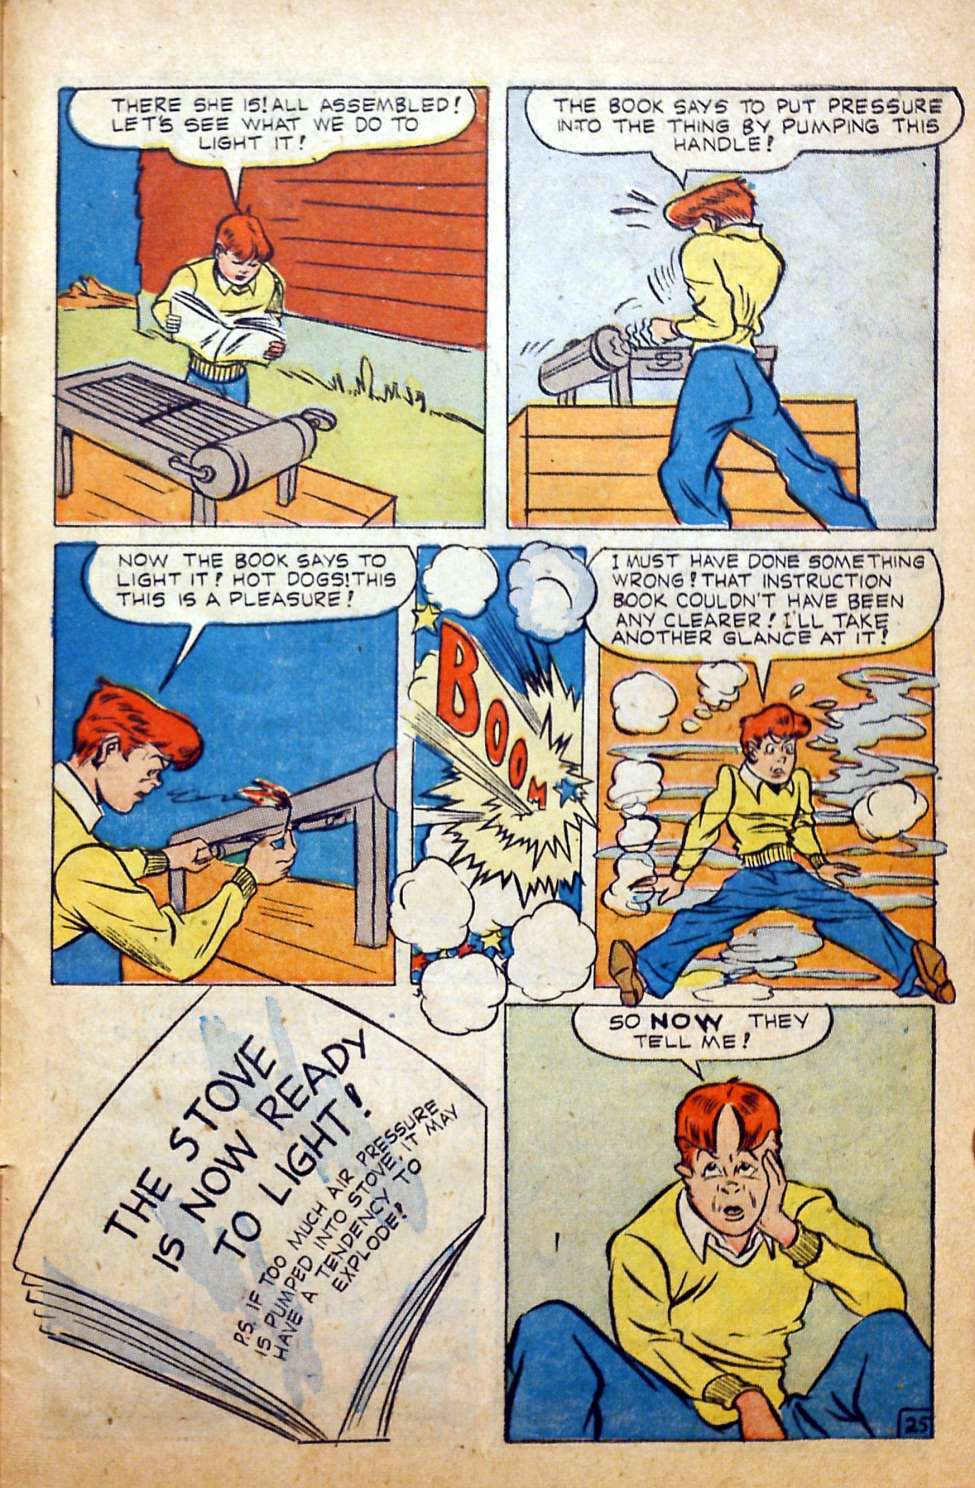 THERE SHE IS! ALL ASSEMBLED!
LET'S SEE WHAT WE DO TO
LIGHT IT!
THE BOOK SAYS TO PUT PRESSURE
INTO THE THING BY PUMPING THIS
HANDLE!
NOW THE BOOK SAYS TO
LIGHT IT! HOT DOGS! THIS
THIS IS A PLEASURE!
BOOM
I MUST HAVE DONE SOMETHING
WRONG! THAT INSTRUCTION
BOOK COULDN'T HAVE BEEN
ANY CLEARER! I'LL TAKE
ANOTHER GLANCE AT IT!
THE STOVE
IS NOW READY
TO LIGHT!
P.S. IF TOO MUCH AIR PRESSURE
IS PUMPED INTO STOVE, IT MAY
HAVE A TENDENCY TO
EXPLODE!
SO NOW THEY
TELL ME!
25